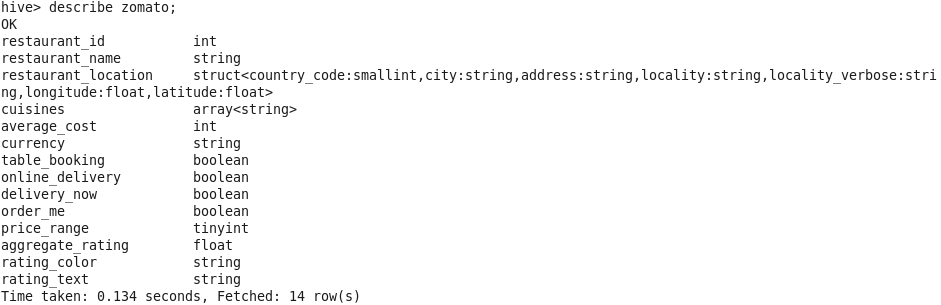 hive> describe zomato;
OK
restaurant_id           int
restaurant_name         string
restaurant_location     struct<country_code:smallint,city:string,address:string,locality:string,locality_verbose:stri
ng,longitude:float,latitude:float>
cuisines                array<string>
average_cost            int
currency                string
table_booking           boolean
online_delivery         boolean
delivery_now            boolean
order_me                boolean
price_range             tinyint
aggregate_rating        float
rating_color            string
rating_text             string
Time taken: 0.134 seconds, Fetched: 14 row(s)